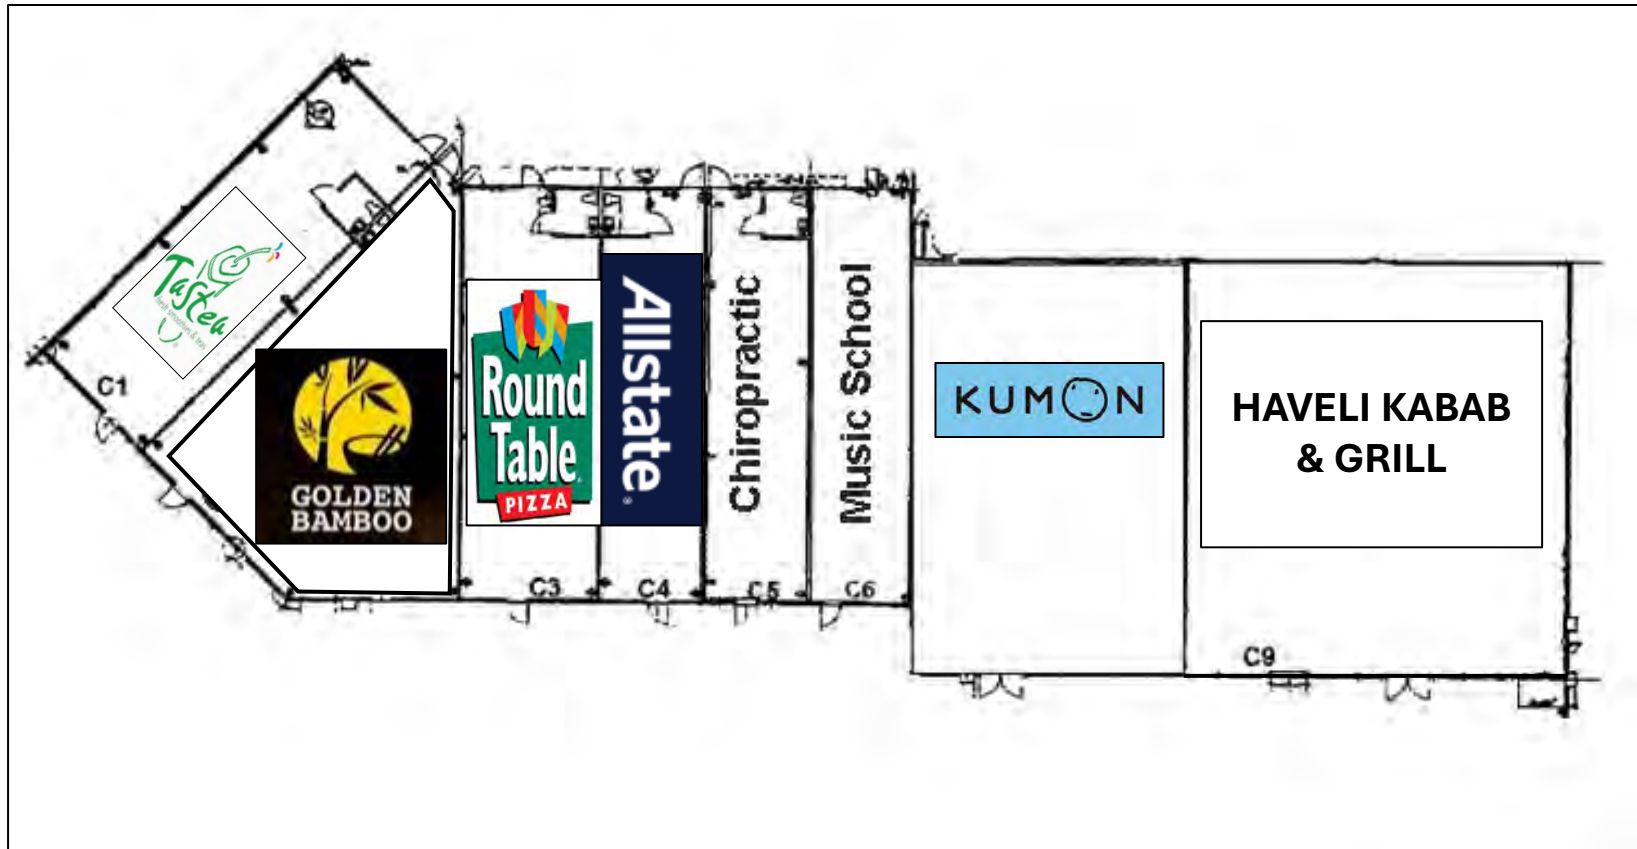 Tastea
C1
GOLDEN
BAMBOO
Round
Table
PIZZA
C3
Allstate
C4
Chiropractic
C5
Music School
C6
KUMON
HAVELI KABAB
& GRILL
C9